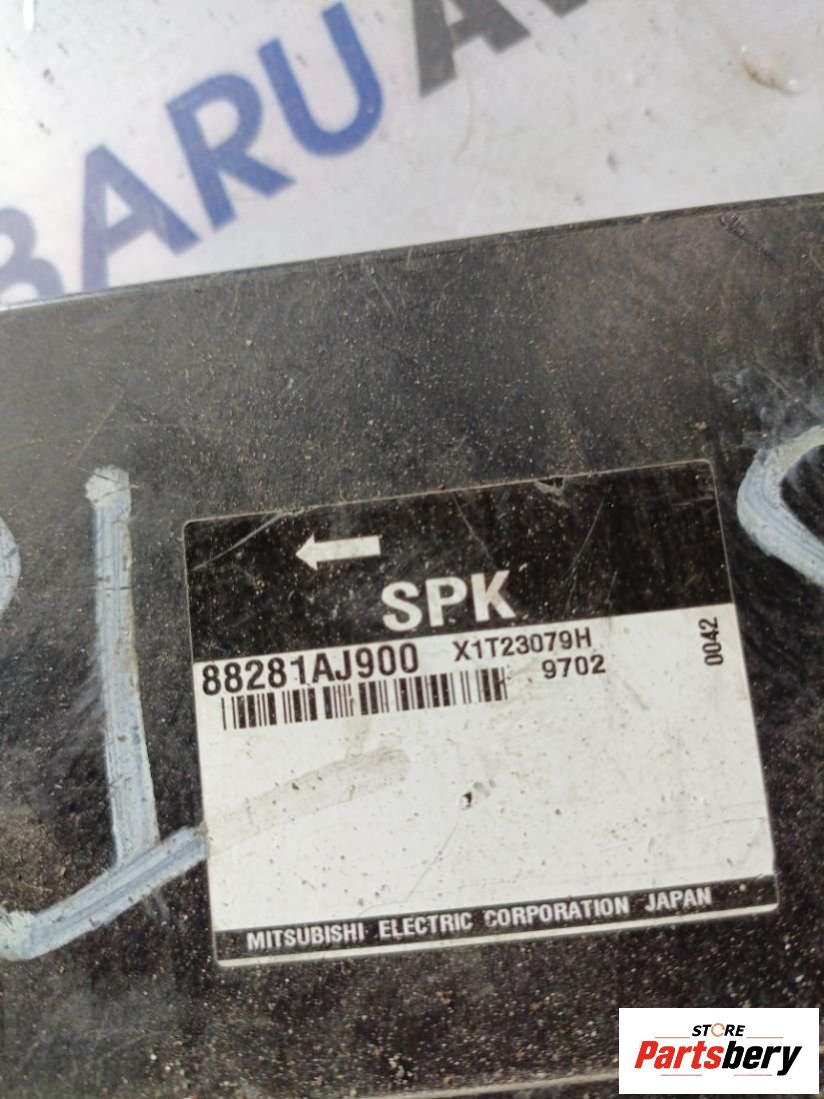 BARU
SPK
88281AJ900 X1T23079H
9702
0042
MITSUBISHI ELECTRIC CORPORATION JAPAN
STORE
Partsbery